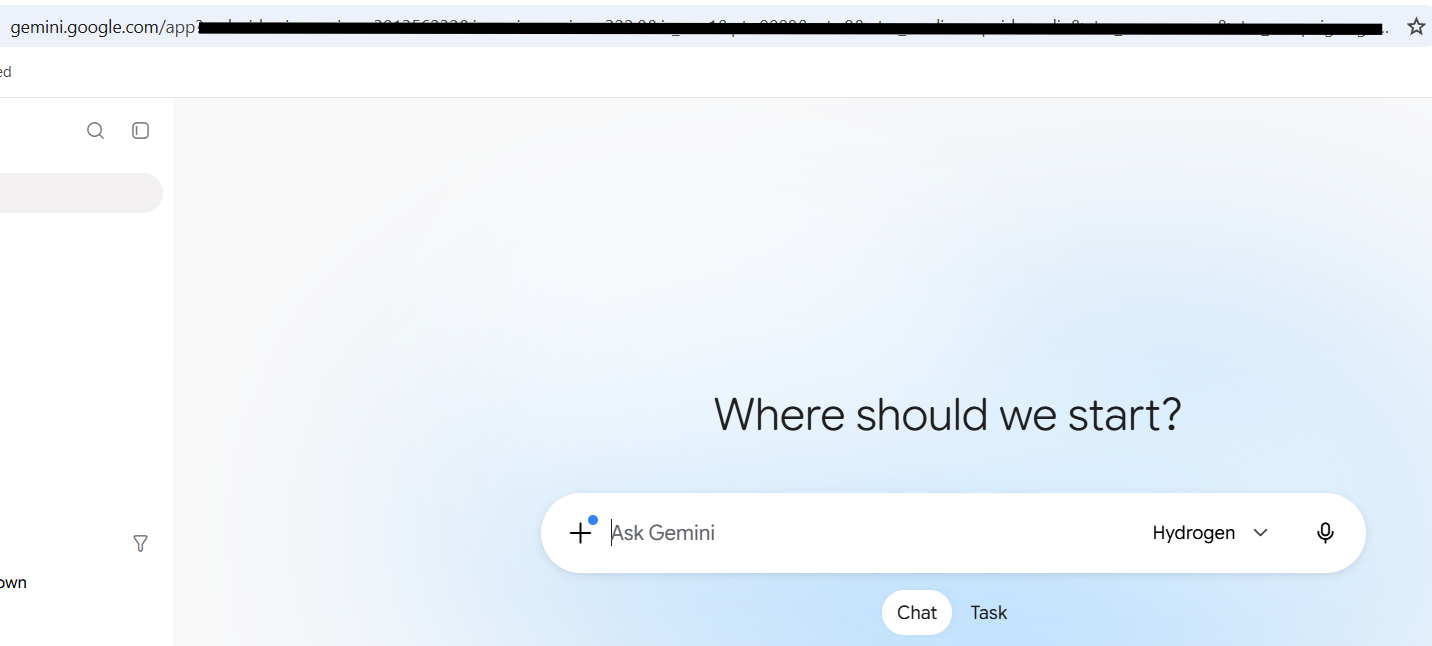 gemini.google.com/app?
ed
Where should we start?
Ask Gemini
Hydrogen
Chat
Task
own